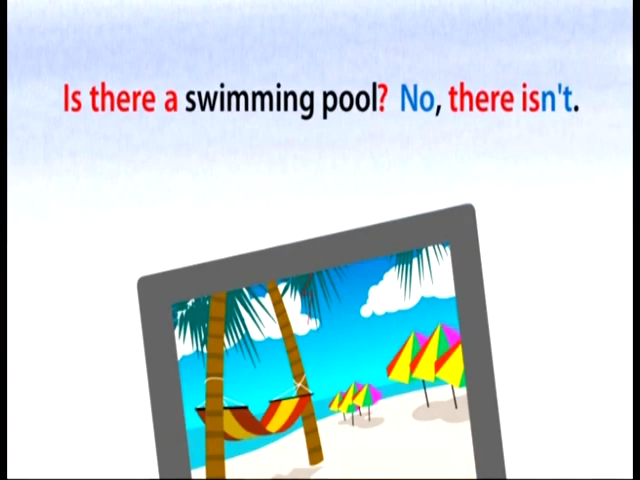 Is there a swimming pool? No, there isn't.